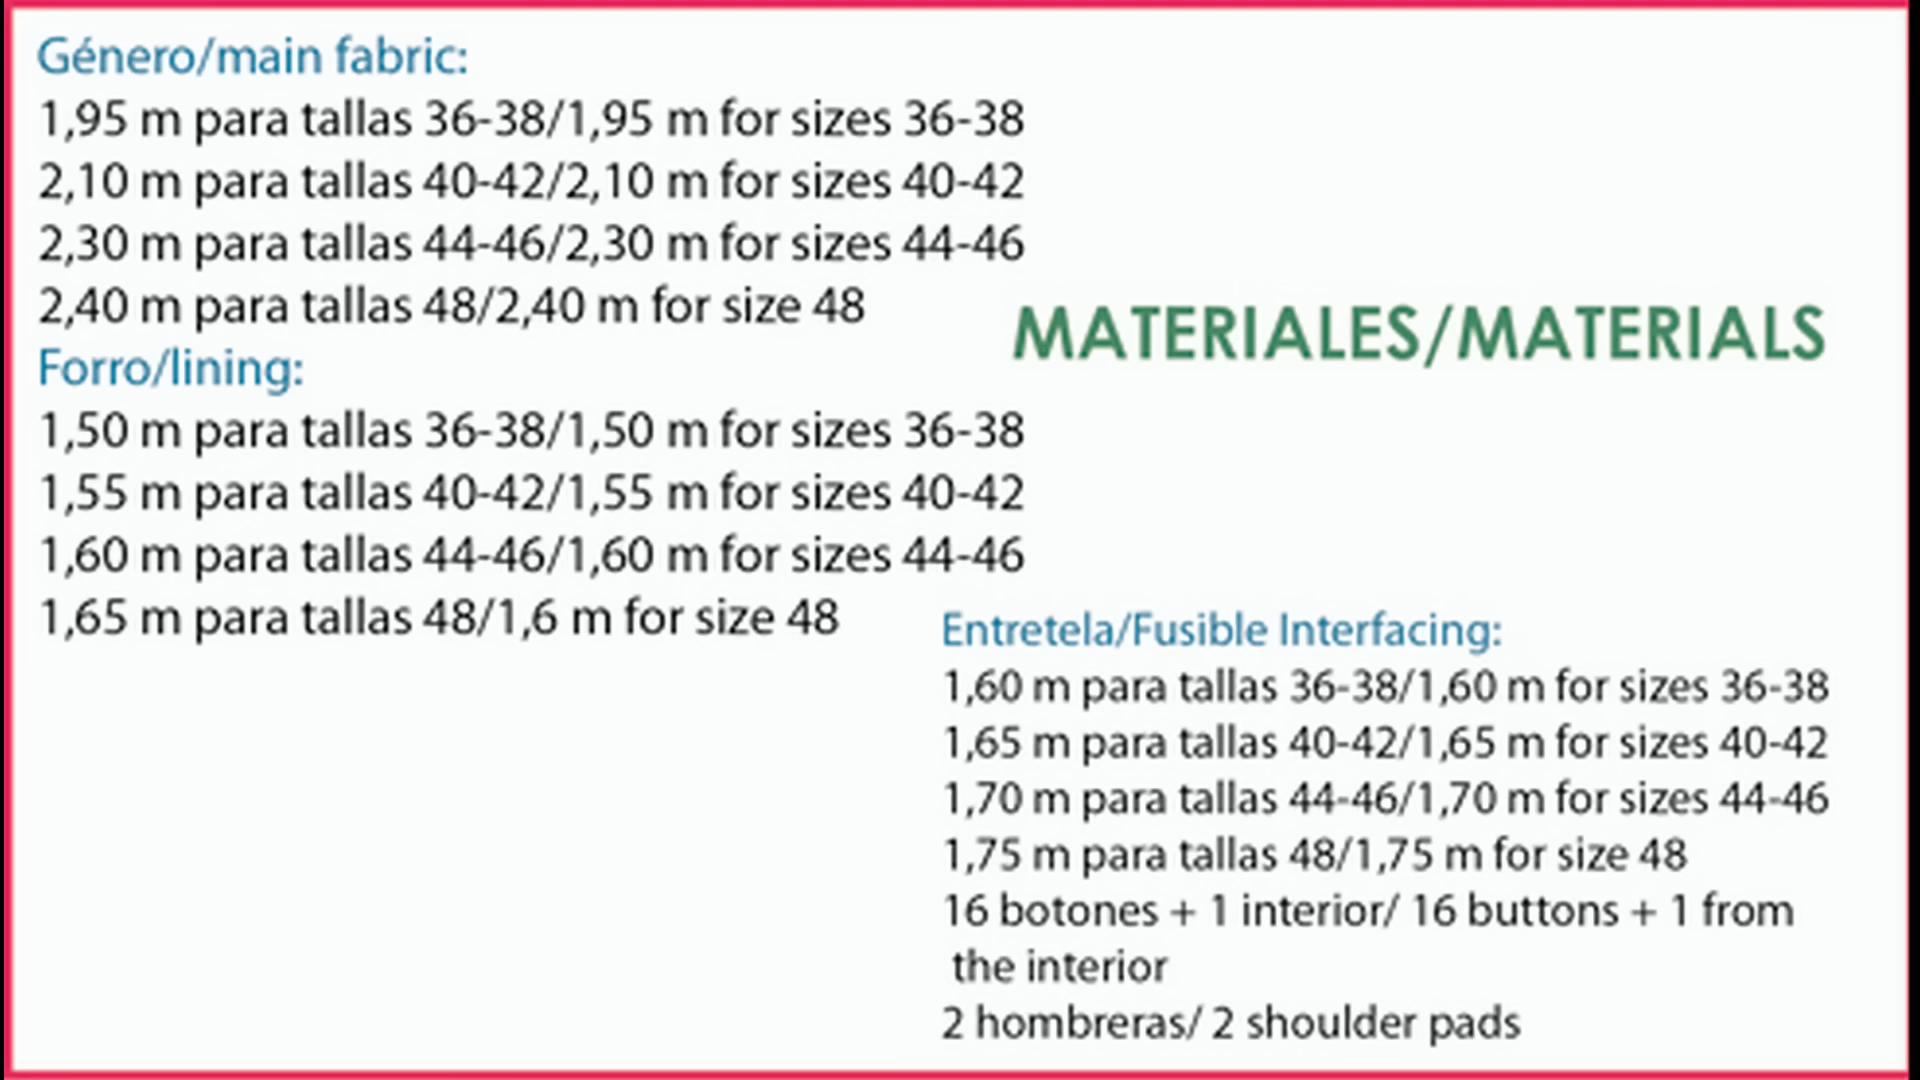 Género/main fabric:
1,95 m para tallas 36-38/1,95 m for sizes 36-38
2,10 m para tallas 40-42/2,10 m for sizes 40-42
2,30 m para tallas 44-46/2,30 m for sizes 44-46
2,40 m para tallas 48/2,40 m for size 48
Forro/lining:
1,50 m para tallas 36-38/1,50 m for sizes 36-38
1,55 m para tallas 40-42/1,55 m for sizes 40-42
1,60 m para tallas 44-46/1,60 m for sizes 44-46
1,65 m para tallas 48/1,6 m for size 48
MATERIALES/MATERIALS
Entretela/Fusible Interfacing:
1,60 m para tallas 36-38/1,60 m for sizes 36-38
1,65 m para tallas 40-42/1,65 m for sizes 40-42
1,70 m para tallas 44-46/1,70 m for sizes 44-46
1,75 m para tallas 48/1,75 m for size 48
16 botones + 1 interior/ 16 buttons + 1 from
the interior
2 hombreras/ 2 shoulder pads